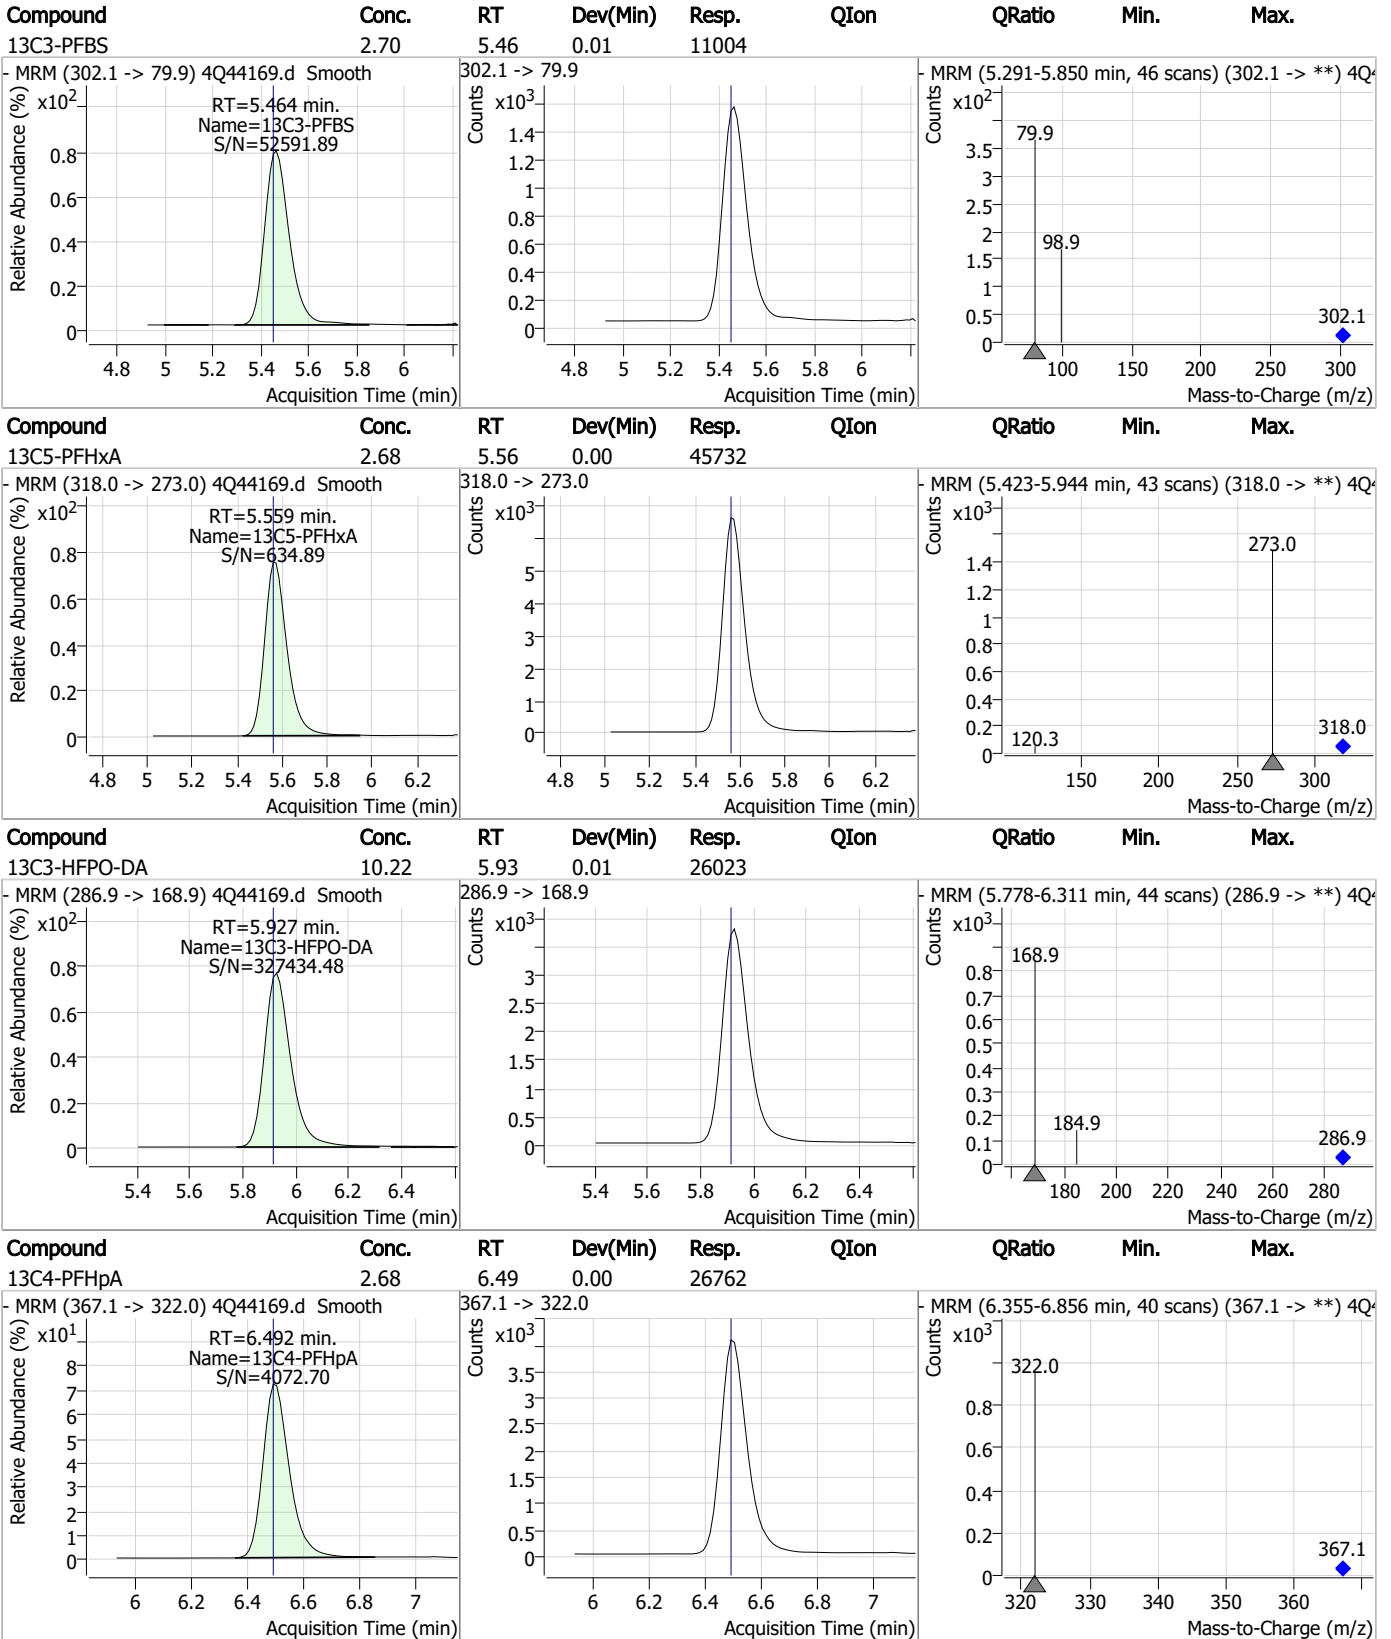 Compound Conc. RT Dev(Min) Resp. QIon QRatio Min. Max.
13C3-PFBS 2.70 5.46 0.01 11004
- MRM (302.1 -> 79.9) 4Q44169.d Smooth
x10^2
RT=5.464 min.
Name=13C3-PFBS
S/N=52591.89
Relative Abundance (%)
0.8
0.6
0.4
0.2
0
4.8 5 5.2 5.4 5.6 5.8 6
Acquisition Time (min)
302.1 -> 79.9
Counts
x10^3
1.4
1.2
1
0.8
0.6
0.4
0.2
0
4.8 5 5.2 5.4 5.6 5.8 6
Acquisition Time (min)
- MRM (5.291-5.850 min, 46 scans) (302.1 -> **) 4Q4
Counts
x10^2
79.9
98.9
302.1
3.5
3
2.5
2
1.5
1
0.5
0
100 150 200 250 300
Mass-to-Charge (m/z)
Compound Conc. RT Dev(Min) Resp. QIon QRatio Min. Max.
13C5-PFHxA 2.68 5.56 0.00 45732
- MRM (318.0 -> 273.0) 4Q44169.d Smooth
x10^2
RT=5.559 min.
Name=13C5-PFHxA
S/N=634.89
Relative Abundance (%)
0.8
0.6
0.4
0.2
0
4.8 5 5.2 5.4 5.6 5.8 6 6.2
Acquisition Time (min)
318.0 -> 273.0
Counts
x10^3
5
4
3
2
1
0
4.8 5 5.2 5.4 5.6 5.8 6 6.2
Acquisition Time (min)
- MRM (5.423-5.944 min, 43 scans) (318.0 -> **) 4Q4
Counts
x10^3
273.0
120.3
318.0
1.4
1.2
1
0.8
0.6
0.4
0.2
0
150 200 250 300
Mass-to-Charge (m/z)
Compound Conc. RT Dev(Min) Resp. QIon QRatio Min. Max.
13C3-HFPO-DA 10.22 5.93 0.01 26023
- MRM (286.9 -> 168.9) 4Q44169.d Smooth
x10^2
RT=5.927 min.
Name=13C3-HFPO-DA
S/N=327434.48
Relative Abundance (%)
0.8
0.6
0.4
0.2
0
5.4 5.6 5.8 6 6.2 6.4
Acquisition Time (min)
286.9 -> 168.9
Counts
x10^3
3
2.5
2
1.5
1
0.5
0
5.4 5.6 5.8 6 6.2 6.4
Acquisition Time (min)
- MRM (5.778-6.311 min, 44 scans) (286.9 -> **) 4Q4
Counts
x10^3
168.9
184.9
286.9
0.8
0.7
0.6
0.5
0.4
0.3
0.2
0.1
0
180 200 220 240 260 280
Mass-to-Charge (m/z)
Compound Conc. RT Dev(Min) Resp. QIon QRatio Min. Max.
13C4-PFHpA 2.68 6.49 0.00 26762
- MRM (367.1 -> 322.0) 4Q44169.d Smooth
x10^1
RT=6.492 min.
Name=13C4-PFHpA
S/N=4072.70
Relative Abundance (%)
8
7
6
5
4
3
2
1
0
6 6.2 6.4 6.6 6.8 7
Acquisition Time (min)
367.1 -> 322.0
Counts
x10^3
3.5
3
2.5
2
1.5
1
0.5
0
6 6.2 6.4 6.6 6.8 7
Acquisition Time (min)
- MRM (6.355-6.856 min, 40 scans) (367.1 -> **) 4Q4
Counts
x10^3
322.0
367.1
0.8
0.6
0.4
0.2
0
320 330 340 350 360
Mass-to-Charge (m/z)